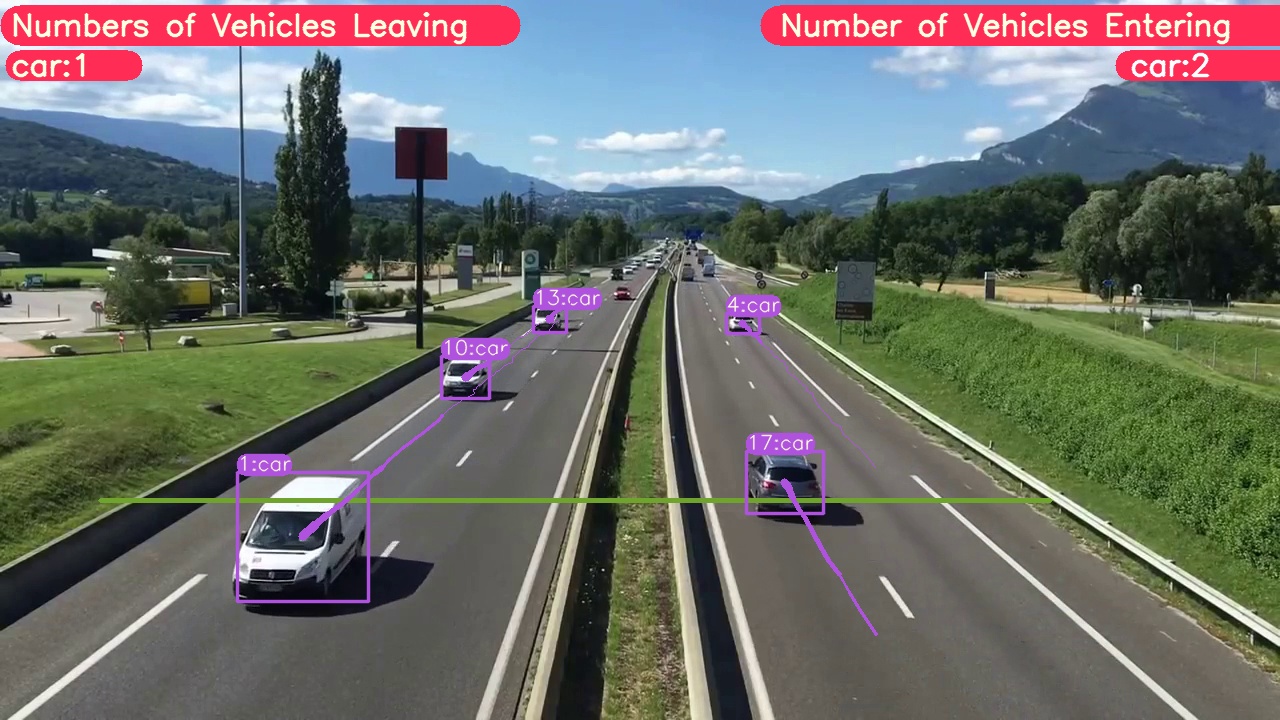 Numbers of Vehicles Leaving
Number of Vehicles Entering
car:1
car:2
13:car
4:car
10:car
17:car
1:car